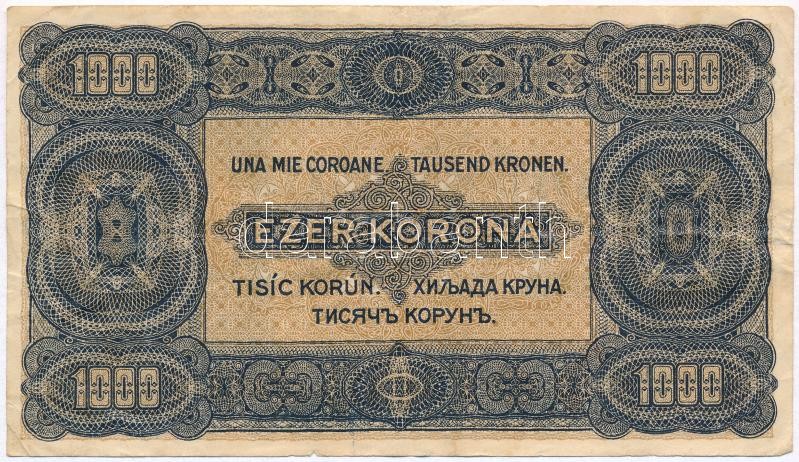 1000 1000
UNA MIE COROANE TAUSEND KRONEN.
EZER KORONA
TISÍC KORÚN. ХИЉАДА КРУНА.
ТИСЯЧЪ КОРУНЪ.
1000 1000